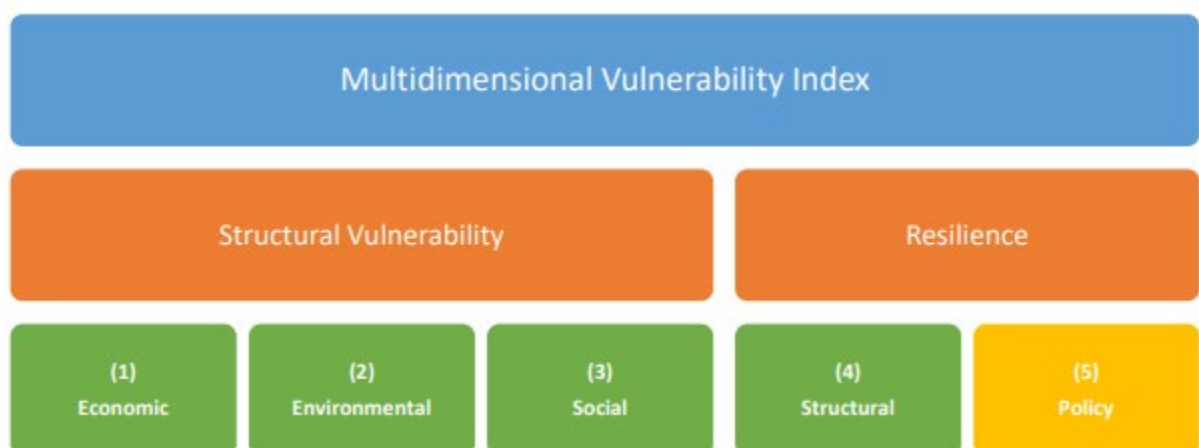 Multidimensional Vulnerability Index
Structural Vulnerability
Resilience
(1)
Economic
(2)
Environmental
(3)
Social
(4)
Structural
(5)
Policy